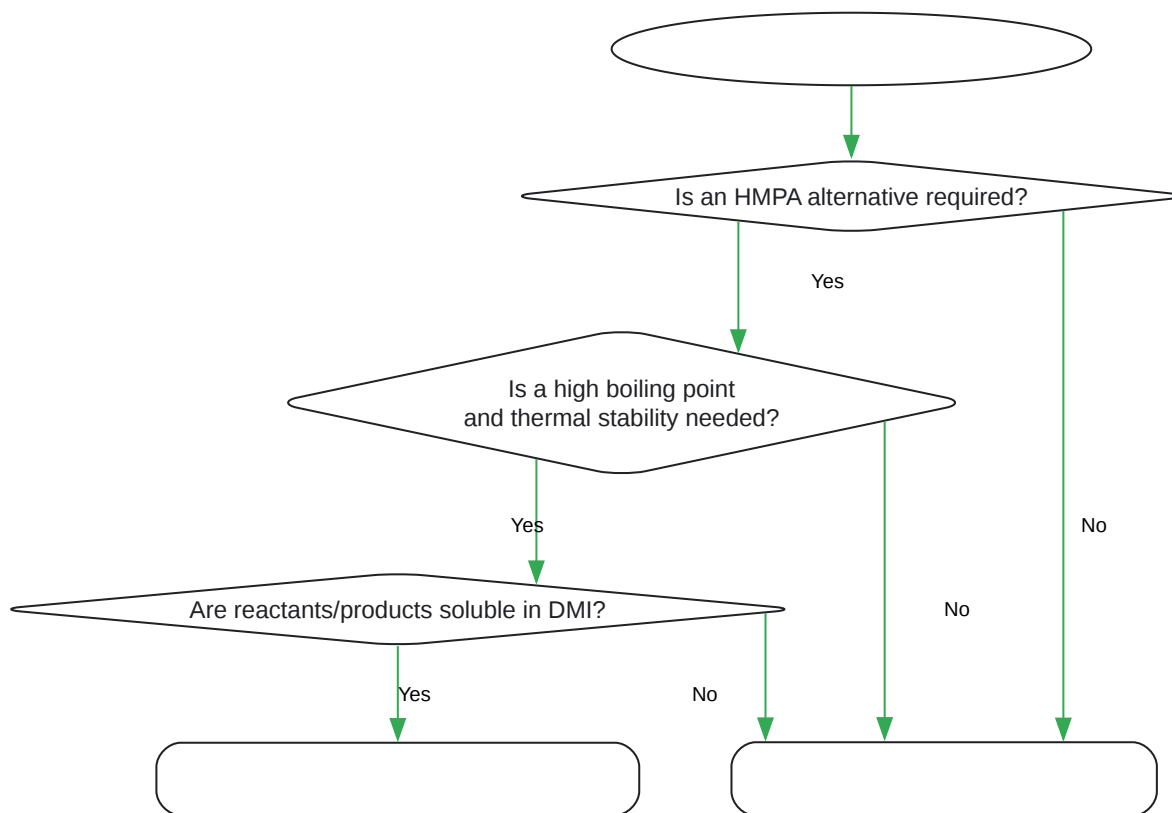 Is an HMPA alternative required?
Yes
Is a high boiling point
and thermal stability needed?
Yes
No
Are reactants/products soluble in DMI?
No
Yes
No